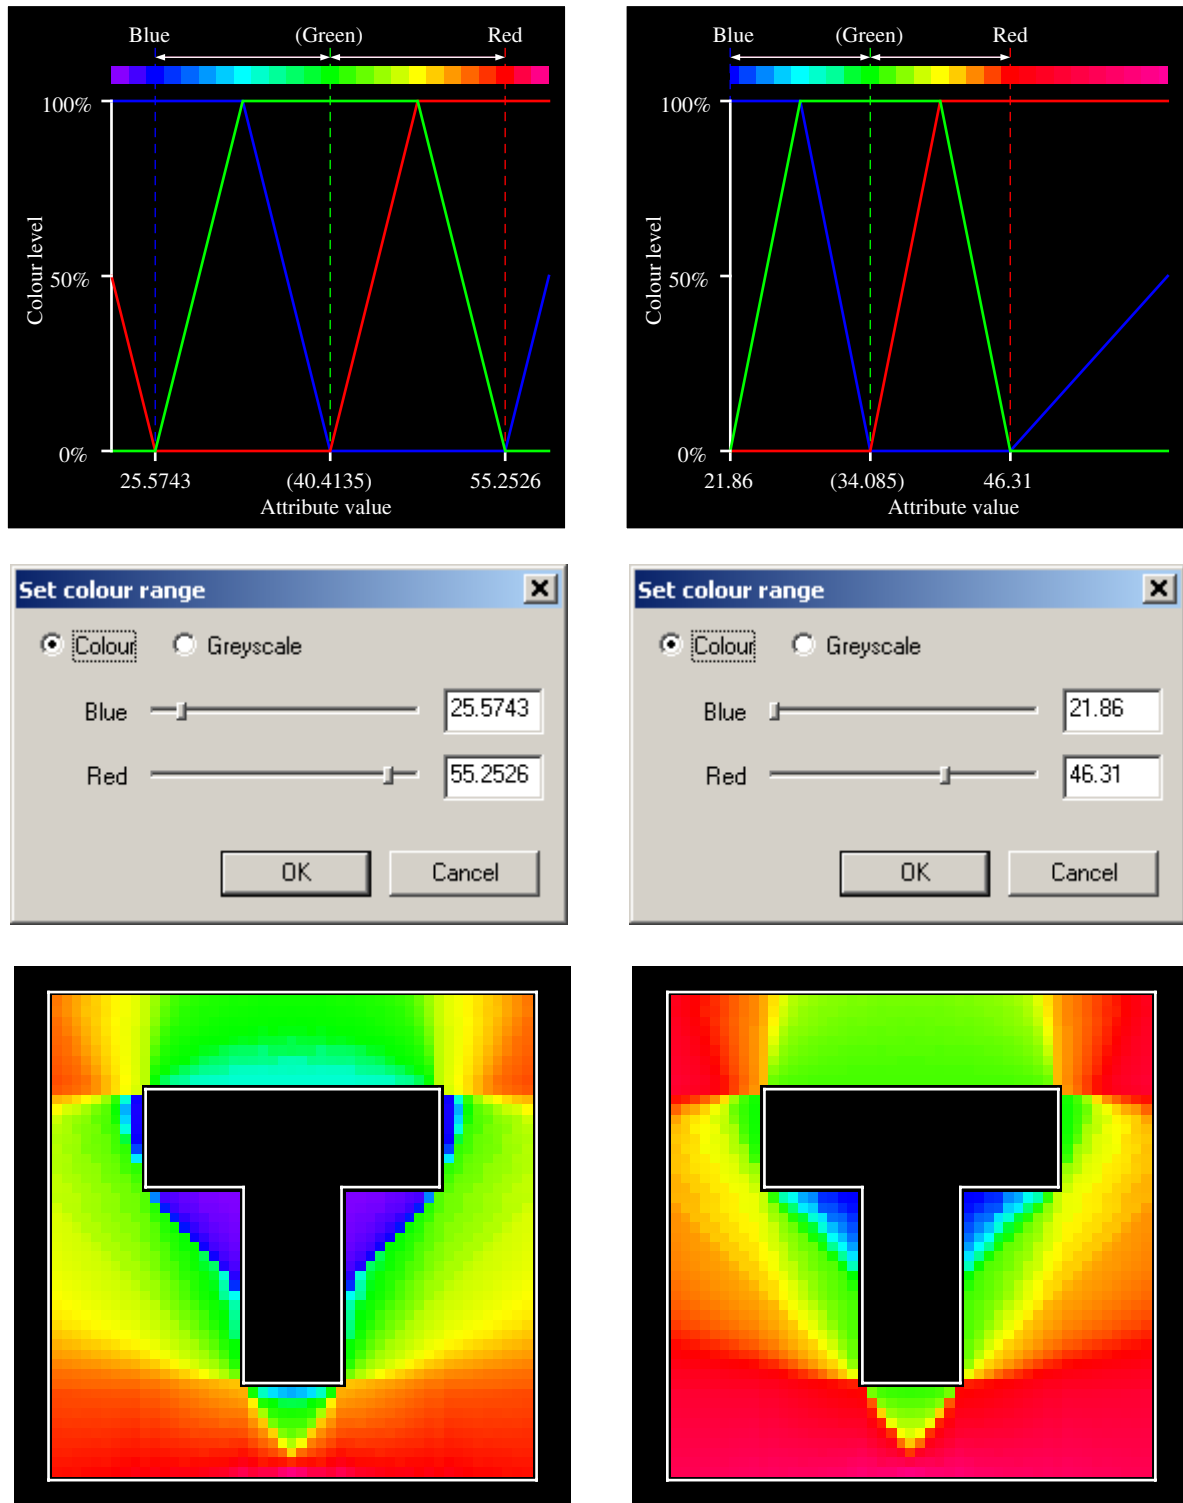 Blue (Green) Red
100%
50%
0%
Colour level
25.5743 (40.4135) 55.2526
Attribute value
Blue (Green) Red
100%
50%
0%
Colour level
21.86 (34.085) 46.31
Attribute value
Set colour range
Colour Greyscale
Blue 25.5743
Red 55.2526
OK Cancel
Set colour range
Colour Greyscale
Blue 21.86
Red 46.31
OK Cancel